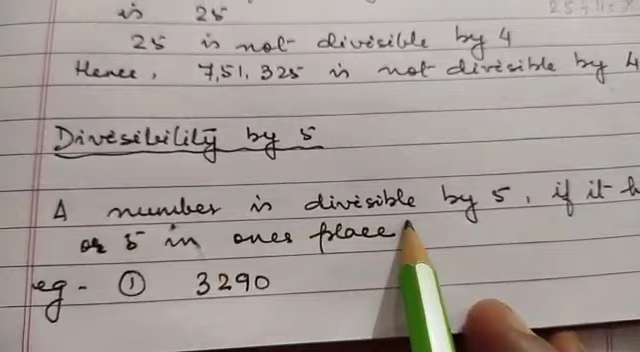 is 25
25 is not divisible by 4
Hence, 7,51,325 is not divisible by 4
Divisibility by 5
A number is divisible by 5, if it
or 5 in ones place
eg - ① 3290